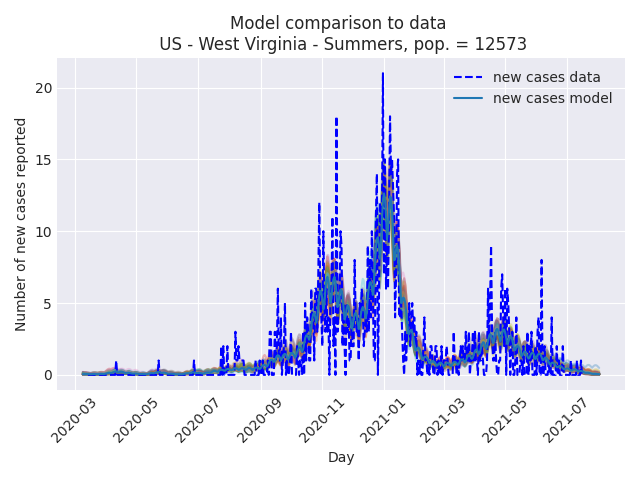 Model comparison to data
US - West Virginia - Summers, pop. = 12573
new cases data
new cases model
Number of new cases reported
20
15
10
5
0
2020-03
2020-05
2020-07
2020-09
2020-11
2021-01
2021-03
2021-05
2021-07
Day